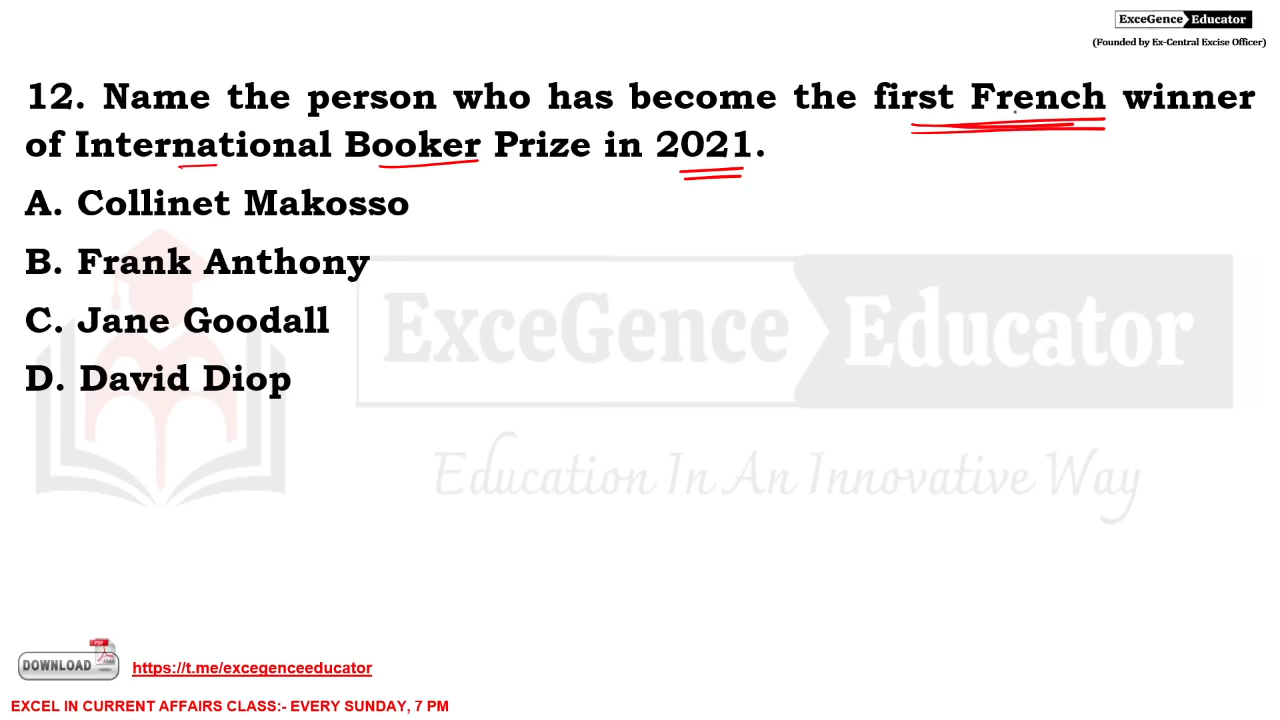 ExceGence Educator
(Founded by Ex-Central Excise Officer)
12. Name the person who has become the first French winner
of International Booker Prize in 2021.
A. Collinet Makosso
B. Frank Anthony
C. Jane Goodall
D. David Diop
ExceGence Educator
Education In An Innovative Way
DOWNLOAD
PDF
Adobe
https://t.me/excegenceeducator
EXCEL IN CURRENT AFFAIRS CLASS:- EVERY SUNDAY, 7 PM